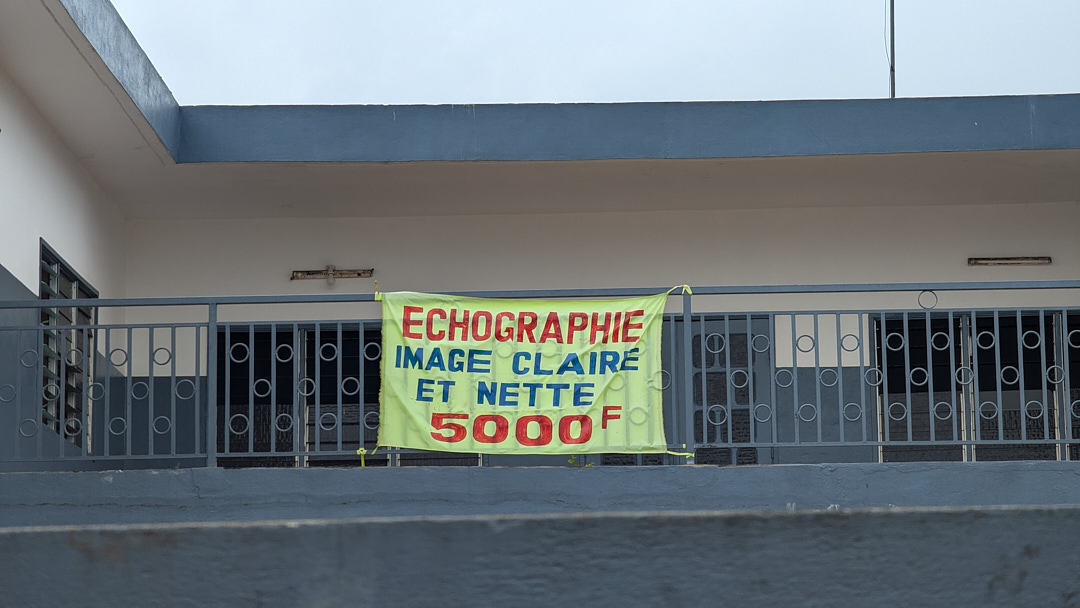 ECHOGRAPHIE
IMAGE CLAIRE
ET NETTE
5000F